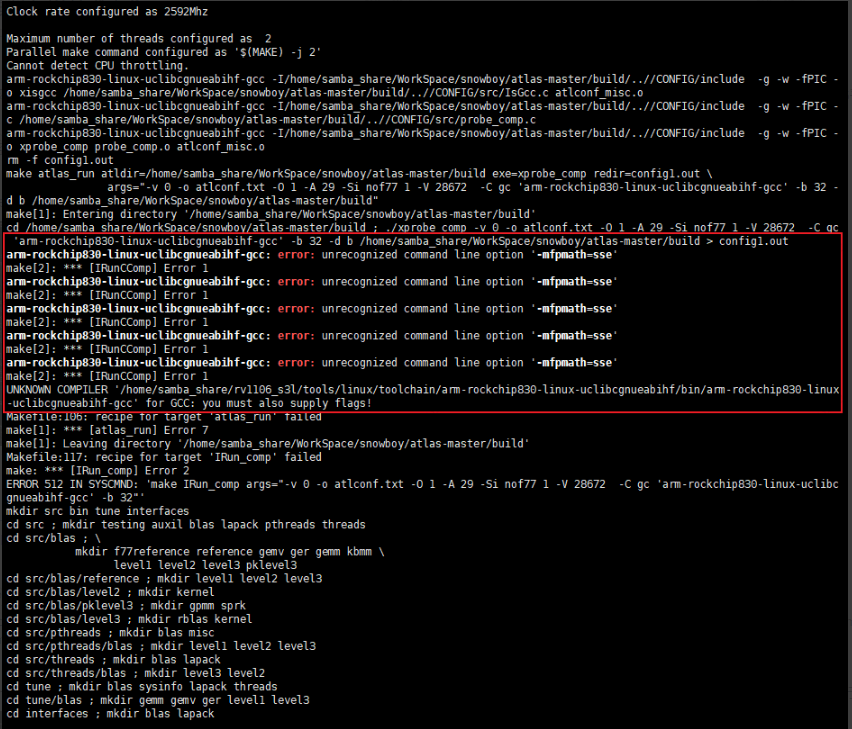 Clock rate configured as 2592Mhz
Maximum number of threads configured as  2
Parallel make command configured as '$(MAKE) -j 2'
Cannot detect CPU throttling.
arm-rockchip830-linux-uclibcgnueabihf-gcc -I/home/samba_share/WorkSpace/snowboy/atlas-master/build/..//CONFIG/include  -g -w -fPIC -
o xisgcc /home/samba_share/WorkSpace/snowboy/atlas-master/build/..//CONFIG/src/IsGcc.c atlconf_misc.o
arm-rockchip830-linux-uclibcgnueabihf-gcc -I/home/samba_share/WorkSpace/snowboy/atlas-master/build/..//CONFIG/include  -g -w -fPIC -
c /home/samba_share/WorkSpace/snowboy/atlas-master/build/..//CONFIG/src/probe_comp.c
arm-rockchip830-linux-uclibcgnueabihf-gcc -I/home/samba_share/WorkSpace/snowboy/atlas-master/build/..//CONFIG/include  -g -w -fPIC -
o xprobe_comp probe_comp.o atlconf_misc.o
rm -f config1.out
make atlas_run atldir=/home/samba_share/WorkSpace/snowboy/atlas-master/build exe=xprobe_comp redir=config1.out \
args="-v 0 -o atlconf.txt -O 1 -A 29 -Si nof77 1 -V 28672  -C gc 'arm-rockchip830-linux-uclibcgnueabihf-gcc' -b 32 -
d b /home/samba_share/WorkSpace/snowboy/atlas-master/build"
make[1]: Entering directory '/home/samba_share/WorkSpace/snowboy/atlas-master/build'
cd /home/samba_share/WorkSpace/snowboy/atlas-master/build ; ./xprobe_comp -v 0 -o atlconf.txt -O 1 -A 29 -Si nof77 1 -V 28672  -C gc
'arm-rockchip830-linux-uclibcgnueabihf-gcc' -b 32 -d b /home/samba_share/WorkSpace/snowboy/atlas-master/build > config1.out
arm-rockchip830-linux-uclibcgnueabihf-gcc: error: unrecognized command line option '-mfpmath=sse'
make[2]: *** [IRunCComp] Error 1
arm-rockchip830-linux-uclibcgnueabihf-gcc: error: unrecognized command line option '-mfpmath=sse'
make[2]: *** [IRunCComp] Error 1
arm-rockchip830-linux-uclibcgnueabihf-gcc: error: unrecognized command line option '-mfpmath=sse'
make[2]: *** [IRunCComp] Error 1
arm-rockchip830-linux-uclibcgnueabihf-gcc: error: unrecognized command line option '-mfpmath=sse'
make[2]: *** [IRunCComp] Error 1
arm-rockchip830-linux-uclibcgnueabihf-gcc: error: unrecognized command line option '-mfpmath=sse'
make[2]: *** [IRunCComp] Error 1
UNKNOWN COMPILER '/home/samba_share/rv1106_s3l/tools/linux/toolchain/arm-rockchip830-linux-uclibcgnueabihf/bin/arm-rockchip830-linux
-uclibcgnueabihf-gcc' for GCC: you must also supply flags!
Makefile:106: recipe for target 'atlas_run' failed
make[1]: *** [atlas_run] Error 7
make[1]: Leaving directory '/home/samba_share/WorkSpace/snowboy/atlas-master/build'
Makefile:117: recipe for target 'IRun_comp' failed
make: *** [IRun_comp] Error 2
ERROR 512 IN SYSCMND: 'make IRun_comp args="-v 0 -o atlconf.txt -O 1 -A 29 -Si nof77 1 -V 28672  -C gc 'arm-rockchip830-linux-uclibc
gnueabihf-gcc' -b 32"'
mkdir src bin tune interfaces
cd src ; mkdir testing auxil blas lapack pthreads threads
cd src/blas ; \
mkdir f77reference reference gemv ger gemm kbmm \
level1 level2 level3 pklevel3
cd src/blas/reference ; mkdir level1 level2 level3
cd src/blas/level2 ; mkdir kernel
cd src/blas/pklevel3 ; mkdir gpmm sprk
cd src/blas/level3 ; mkdir rblas kernel
cd src/pthreads ; mkdir blas misc
cd src/pthreads/blas ; mkdir level1 level2 level3
cd src/threads ; mkdir blas lapack
cd src/threads/blas ; mkdir level3 level2
cd tune ; mkdir blas sysinfo lapack threads
cd tune/blas ; mkdir gemm gemv ger level1 level3
cd interfaces ; mkdir blas lapack